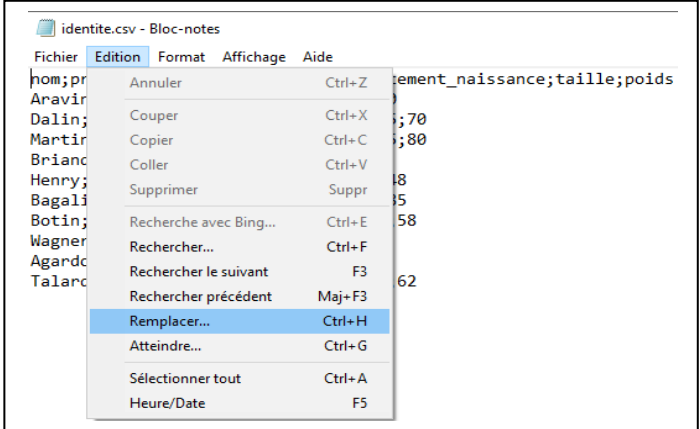 identite.csv - Bloc-notes
Fichier Edition Format Affichage Aide
nom;pr ement_naissance;taille;poids
Aravir
Dalin; ;70
Martin ;80
Briand
Henry; 48
Bagali 35
Botin; 58
Wagner
Agardo
Talaro 62
Annuler Ctrl+Z
Couper Ctrl+X
Copier Ctrl+C
Coller Ctrl+V
Supprimer Suppr
Recherche avec Bing... Ctrl+E
Rechercher... Ctrl+F
Rechercher le suivant F3
Rechercher précédent Maj+F3
Remplacer... Ctrl+H
Atteindre... Ctrl+G
Sélectionner tout Ctrl+A
Heure/Date F5